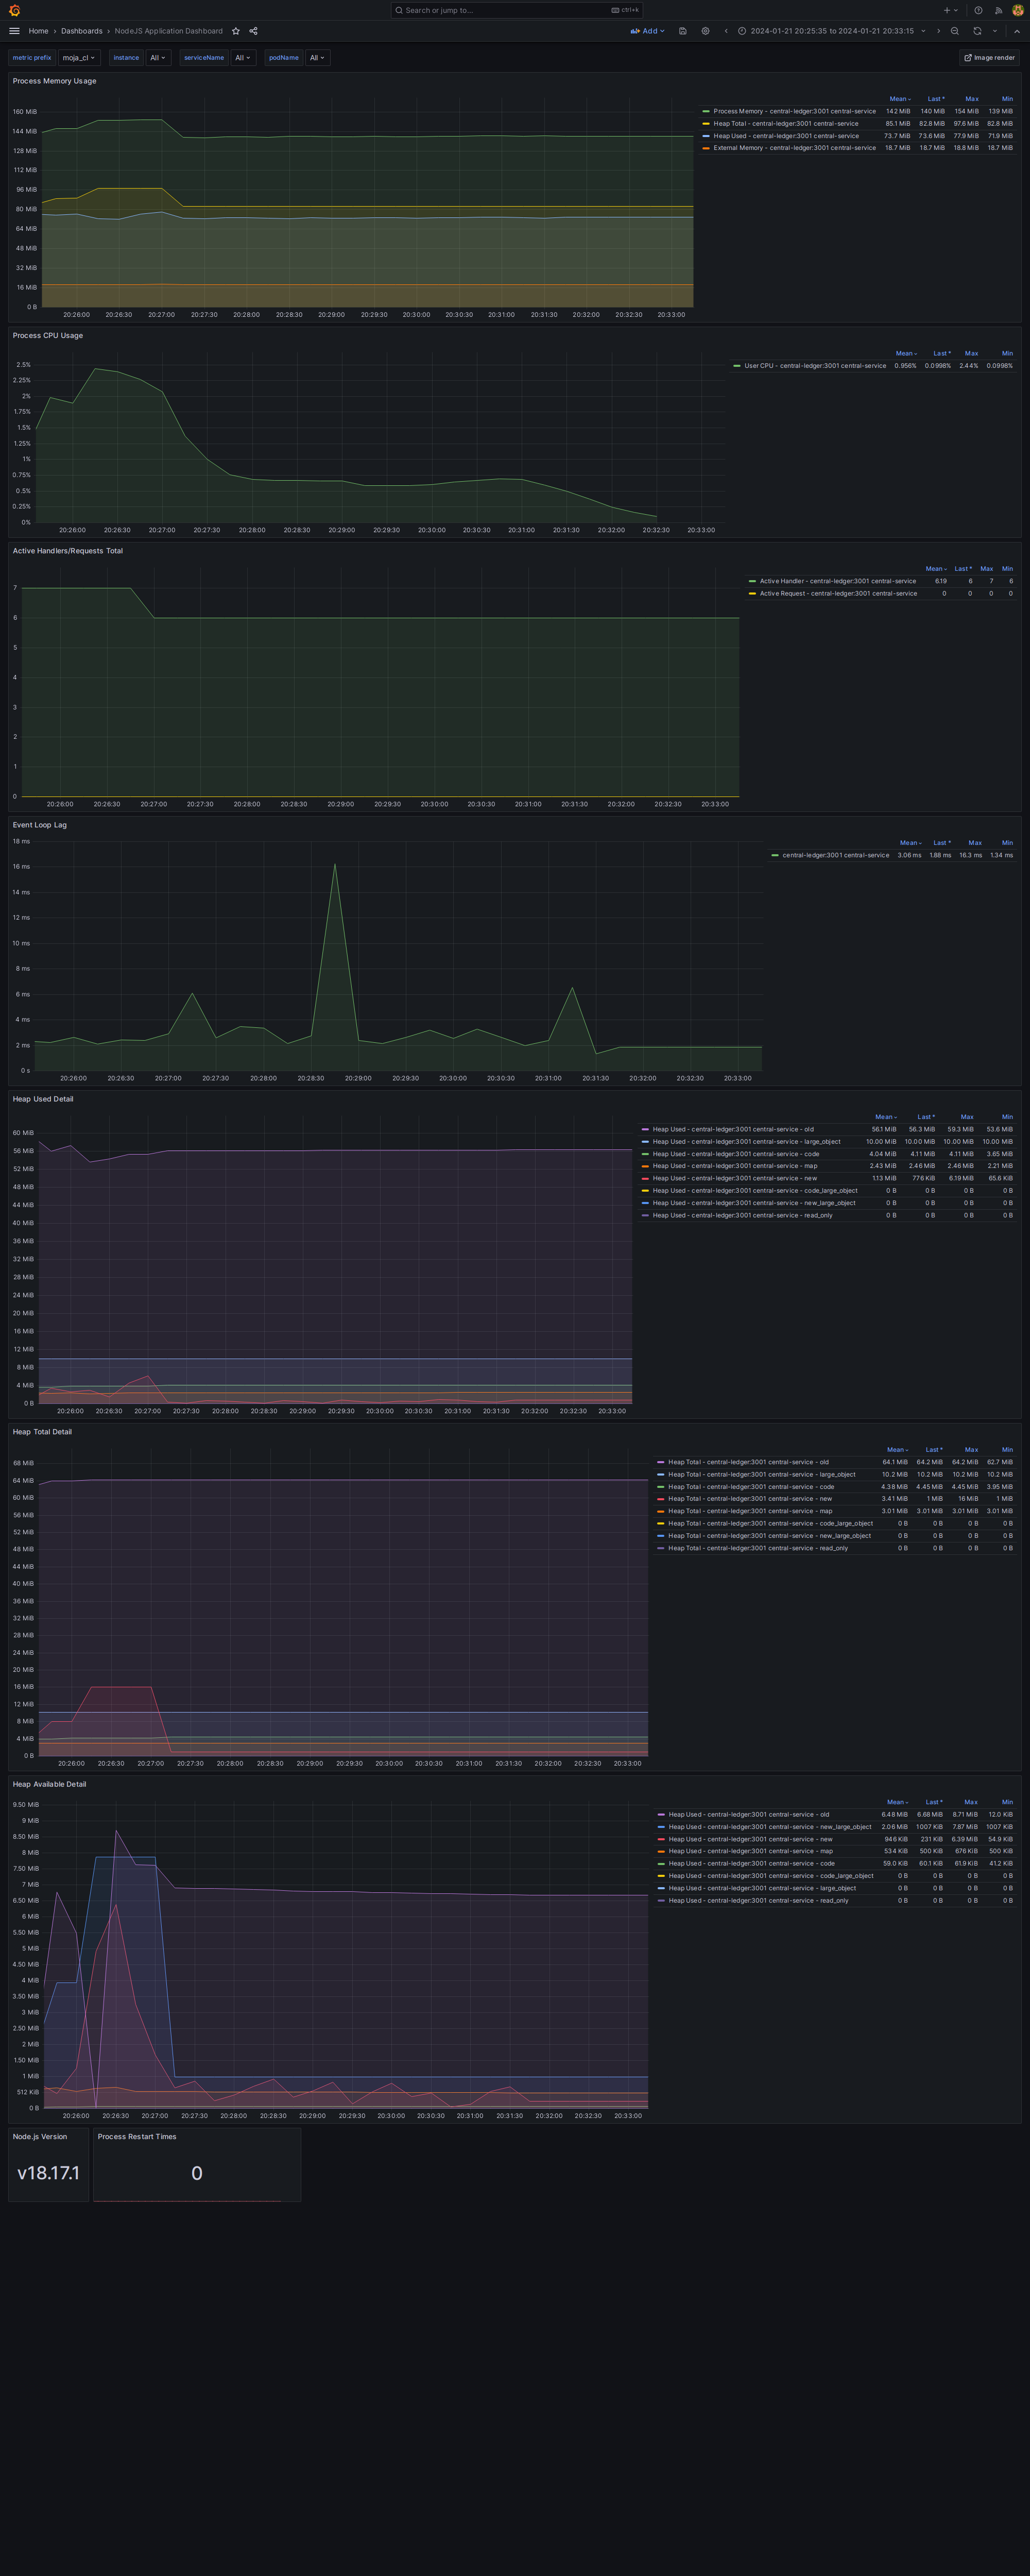 Search or jump to...
ctrl+k
Home › Dashboards › NodeJS Application Dashboard
Add
2024-01-21 20:25:35 to 2024-01-21 20:33:15
metric prefix moja_cl instance All serviceName All podName All
Image render
Process Memory Usage
160 MiB
144 MiB
128 MiB
112 MiB
96 MiB
80 MiB
64 MiB
48 MiB
32 MiB
16 MiB
0 B
20:26:00 20:26:30 20:27:00 20:27:30 20:28:00 20:28:30 20:29:00 20:29:30 20:30:00 20:30:30 20:31:00 20:31:30 20:32:00 20:32:30 20:33:00
Mean Last * Max Min
Process Memory - central-ledger:3001 central-service 142 MiB 140 MiB 154 MiB 139 MiB
Heap Total - central-ledger:3001 central-service 85.1 MiB 82.8 MiB 97.6 MiB 82.8 MiB
Heap Used - central-ledger:3001 central-service 73.7 MiB 73.6 MiB 77.9 MiB 71.9 MiB
External Memory - central-ledger:3001 central-service 18.7 MiB 18.7 MiB 18.8 MiB 18.7 MiB
Process CPU Usage
2.5%
2.25%
2%
1.75%
1.5%
1.25%
1%
0.75%
0.5%
0.25%
0%
20:26:00 20:26:30 20:27:00 20:27:30 20:28:00 20:28:30 20:29:00 20:29:30 20:30:00 20:30:30 20:31:00 20:31:30 20:32:00 20:32:30 20:33:00
Mean Last * Max Min
User CPU - central-ledger:3001 central-service 0.956% 0.0998% 2.44% 0.0998%
Active Handlers/Requests Total
7
6
5
4
3
2
1
0
20:26:00 20:26:30 20:27:00 20:27:30 20:28:00 20:28:30 20:29:00 20:29:30 20:30:00 20:30:30 20:31:00 20:31:30 20:32:00 20:32:30 20:33:00
Mean Last * Max Min
Active Handler - central-ledger:3001 central-service 6.19 6 7 6
Active Request - central-ledger:3001 central-service 0 0 0 0
Event Loop Lag
18 ms
16 ms
14 ms
12 ms
10 ms
8 ms
6 ms
4 ms
2 ms
0 s
20:26:00 20:26:30 20:27:00 20:27:30 20:28:00 20:28:30 20:29:00 20:29:30 20:30:00 20:30:30 20:31:00 20:31:30 20:32:00 20:32:30 20:33:00
Mean Last * Max Min
central-ledger:3001 central-service 3.06 ms 1.88 ms 16.3 ms 1.34 ms
Heap Used Detail
60 MiB
56 MiB
52 MiB
48 MiB
44 MiB
40 MiB
36 MiB
32 MiB
28 MiB
24 MiB
20 MiB
16 MiB
12 MiB
8 MiB
4 MiB
0 B
20:26:00 20:26:30 20:27:00 20:27:30 20:28:00 20:28:30 20:29:00 20:29:30 20:30:00 20:30:30 20:31:00 20:31:30 20:32:00 20:32:30 20:33:00
Mean Last * Max Min
Heap Used - central-ledger:3001 central-service - old 56.1 MiB 56.3 MiB 59.3 MiB 53.6 MiB
Heap Used - central-ledger:3001 central-service - large_object 10.00 MiB 10.00 MiB 10.00 MiB 10.00 MiB
Heap Used - central-ledger:3001 central-service - code 4.04 MiB 4.11 MiB 4.11 MiB 3.65 MiB
Heap Used - central-ledger:3001 central-service - map 2.43 MiB 2.46 MiB 2.46 MiB 2.21 MiB
Heap Used - central-ledger:3001 central-service - new 1.13 MiB 776 KiB 6.19 MiB 65.6 KiB
Heap Used - central-ledger:3001 central-service - code_large_object 0 B 0 B 0 B 0 B
Heap Used - central-ledger:3001 central-service - new_large_object 0 B 0 B 0 B 0 B
Heap Used - central-ledger:3001 central-service - read_only 0 B 0 B 0 B 0 B
Heap Total Detail
68 MiB
64 MiB
60 MiB
56 MiB
52 MiB
48 MiB
44 MiB
40 MiB
36 MiB
32 MiB
28 MiB
24 MiB
20 MiB
16 MiB
12 MiB
8 MiB
4 MiB
0 B
20:26:00 20:26:30 20:27:00 20:27:30 20:28:00 20:28:30 20:29:00 20:29:30 20:30:00 20:30:30 20:31:00 20:31:30 20:32:00 20:32:30 20:33:00
Mean Last * Max Min
Heap Total - central-ledger:3001 central-service - old 64.1 MiB 64.2 MiB 64.2 MiB 62.7 MiB
Heap Total - central-ledger:3001 central-service - large_object 10.2 MiB 10.2 MiB 10.2 MiB 10.2 MiB
Heap Total - central-ledger:3001 central-service - code 4.38 MiB 4.45 MiB 4.45 MiB 3.95 MiB
Heap Total - central-ledger:3001 central-service - new 3.41 MiB 1 MiB 16 MiB 1 MiB
Heap Total - central-ledger:3001 central-service - map 3.01 MiB 3.01 MiB 3.01 MiB 3.01 MiB
Heap Total - central-ledger:3001 central-service - code_large_object 0 B 0 B 0 B 0 B
Heap Total - central-ledger:3001 central-service - new_large_object 0 B 0 B 0 B 0 B
Heap Total - central-ledger:3001 central-service - read_only 0 B 0 B 0 B 0 B
Heap Available Detail
9.50 MiB
9 MiB
8.50 MiB
8 MiB
7.50 MiB
7 MiB
6.50 MiB
6 MiB
5.50 MiB
5 MiB
4.50 MiB
4 MiB
3.50 MiB
3 MiB
2.50 MiB
2 MiB
1.50 MiB
1 MiB
512 KiB
0 B
20:26:00 20:26:30 20:27:00 20:27:30 20:28:00 20:28:30 20:29:00 20:29:30 20:30:00 20:30:30 20:31:00 20:31:30 20:32:00 20:32:30 20:33:00
Mean Last * Max Min
Heap Used - central-ledger:3001 central-service - old 6.48 MiB 6.68 MiB 8.71 MiB 12.0 KiB
Heap Used - central-ledger:3001 central-service - new_large_object 2.06 MiB 1007 KiB 7.87 MiB 1007 KiB
Heap Used - central-ledger:3001 central-service - new 946 KiB 231 KiB 6.39 MiB 54.9 KiB
Heap Used - central-ledger:3001 central-service - map 534 KiB 500 KiB 676 KiB 500 KiB
Heap Used - central-ledger:3001 central-service - code 59.0 KiB 60.1 KiB 61.9 KiB 41.2 KiB
Heap Used - central-ledger:3001 central-service - code_large_object 0 B 0 B 0 B 0 B
Heap Used - central-ledger:3001 central-service - large_object 0 B 0 B 0 B 0 B
Heap Used - central-ledger:3001 central-service - read_only 0 B 0 B 0 B 0 B
Node.js Version
v18.17.1
Process Restart Times
0